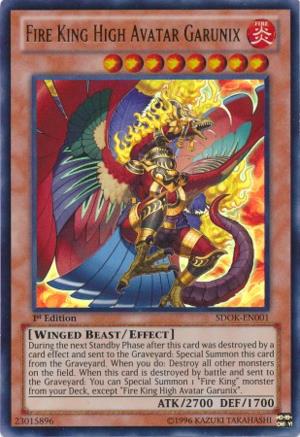 FIRE KING HIGH AVATAR GARUNIX
FIRE
炎
1st Edition
SDOK-EN001
[WINGED BEAST/EFFECT]
During the next Standby Phase after this card was destroyed by a
card effect and sent to the Graveyard: Special Summon this card
from the Graveyard. When you do: Destroy all other monsters
on the field. When this card is destroyed by battle and sent to
the Graveyard: You can Special Summon 1 "Fire King" monster
from your Deck, except "Fire King High Avatar Garunix".
ATK/2700 DEF/1700
23015896
©1996 KAZUKI TAKAHASHI